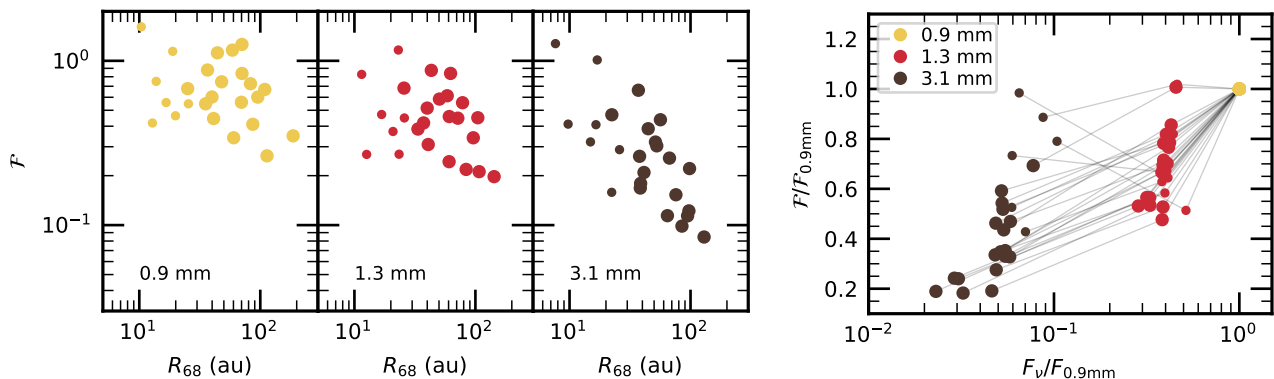 10⁰
10⁻¹
ℱ
0.9 mm
1.3 mm
3.1 mm
10¹ 10² 10¹ 10² 10¹ 10²
R₆₈ (au) R₆₈ (au) R₆₈ (au)
0.9 mm
1.3 mm
3.1 mm
1.2
1.0
0.8
0.6
0.4
0.2
ℱ/ℱ₀.₉ₘₘ
10⁻² 10⁻¹ 10⁰
Fᵥ/F₀.₉ₘₘ